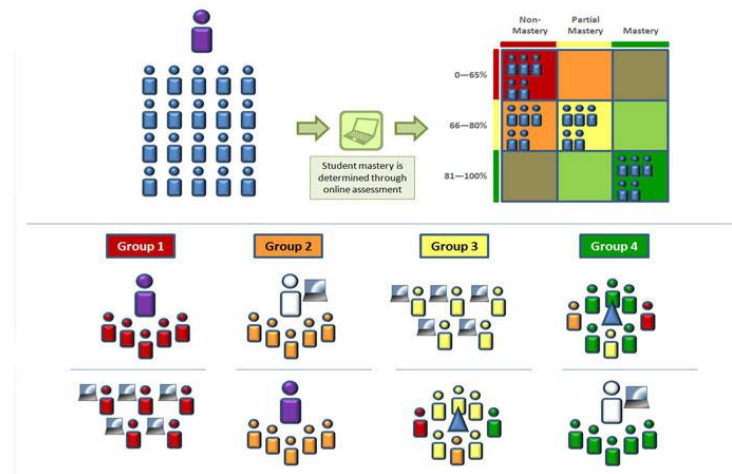 Non-
Mastery
Partial
Mastery
Mastery
0—65%
66—80%
81—100%
Student mastery is
determined through
online assessment
Group 1
Group 2
Group 3
Group 4